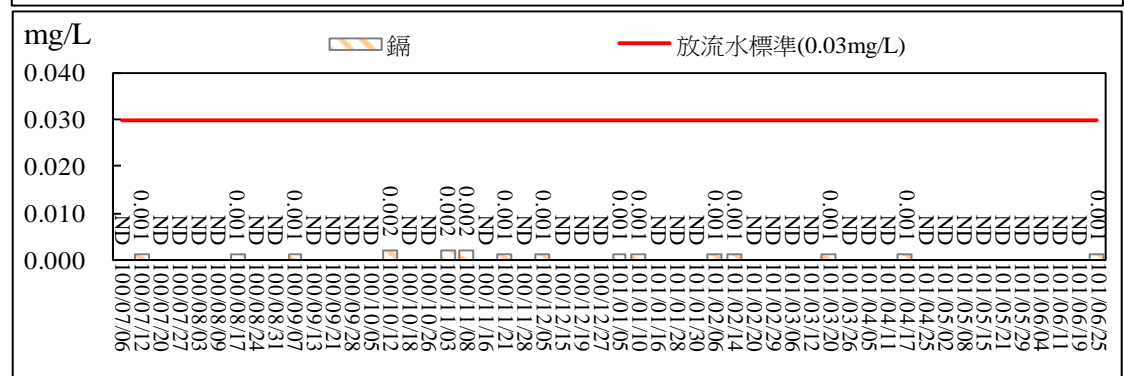 mg/L
鎘
放流水標準(0.03mg/L)
0.040
0.030
0.020
0.010
0.000
ND
0.001
ND
ND
ND
ND
0.001
ND
ND
0.001
ND
ND
ND
ND
0.002
ND
ND
0.002
0.002
ND
0.001
ND
0.001
ND
ND
ND
0.001
0.001
ND
ND
ND
0.001
0.001
ND
ND
ND
ND
0.001
ND
ND
ND
0.001
ND
ND
ND
ND
ND
ND
ND
ND
ND
0.001
100/07/06
100/07/12
100/07/20
100/07/27
100/08/03
100/08/09
100/08/17
100/08/24
100/08/31
100/09/07
100/09/13
100/09/21
100/09/28
100/10/05
100/10/12
100/10/18
100/10/26
100/11/03
100/11/08
100/11/16
100/11/21
100/11/28
100/12/05
100/12/15
100/12/19
100/12/27
101/01/05
101/01/10
101/01/16
101/01/28
101/01/30
101/02/06
101/02/14
101/02/20
101/02/29
101/03/06
101/03/12
101/03/20
101/03/26
101/04/05
101/04/11
101/04/17
101/04/25
101/05/02
101/05/08
101/05/15
101/05/21
101/05/29
101/06/04
101/06/11
101/06/19
101/06/25